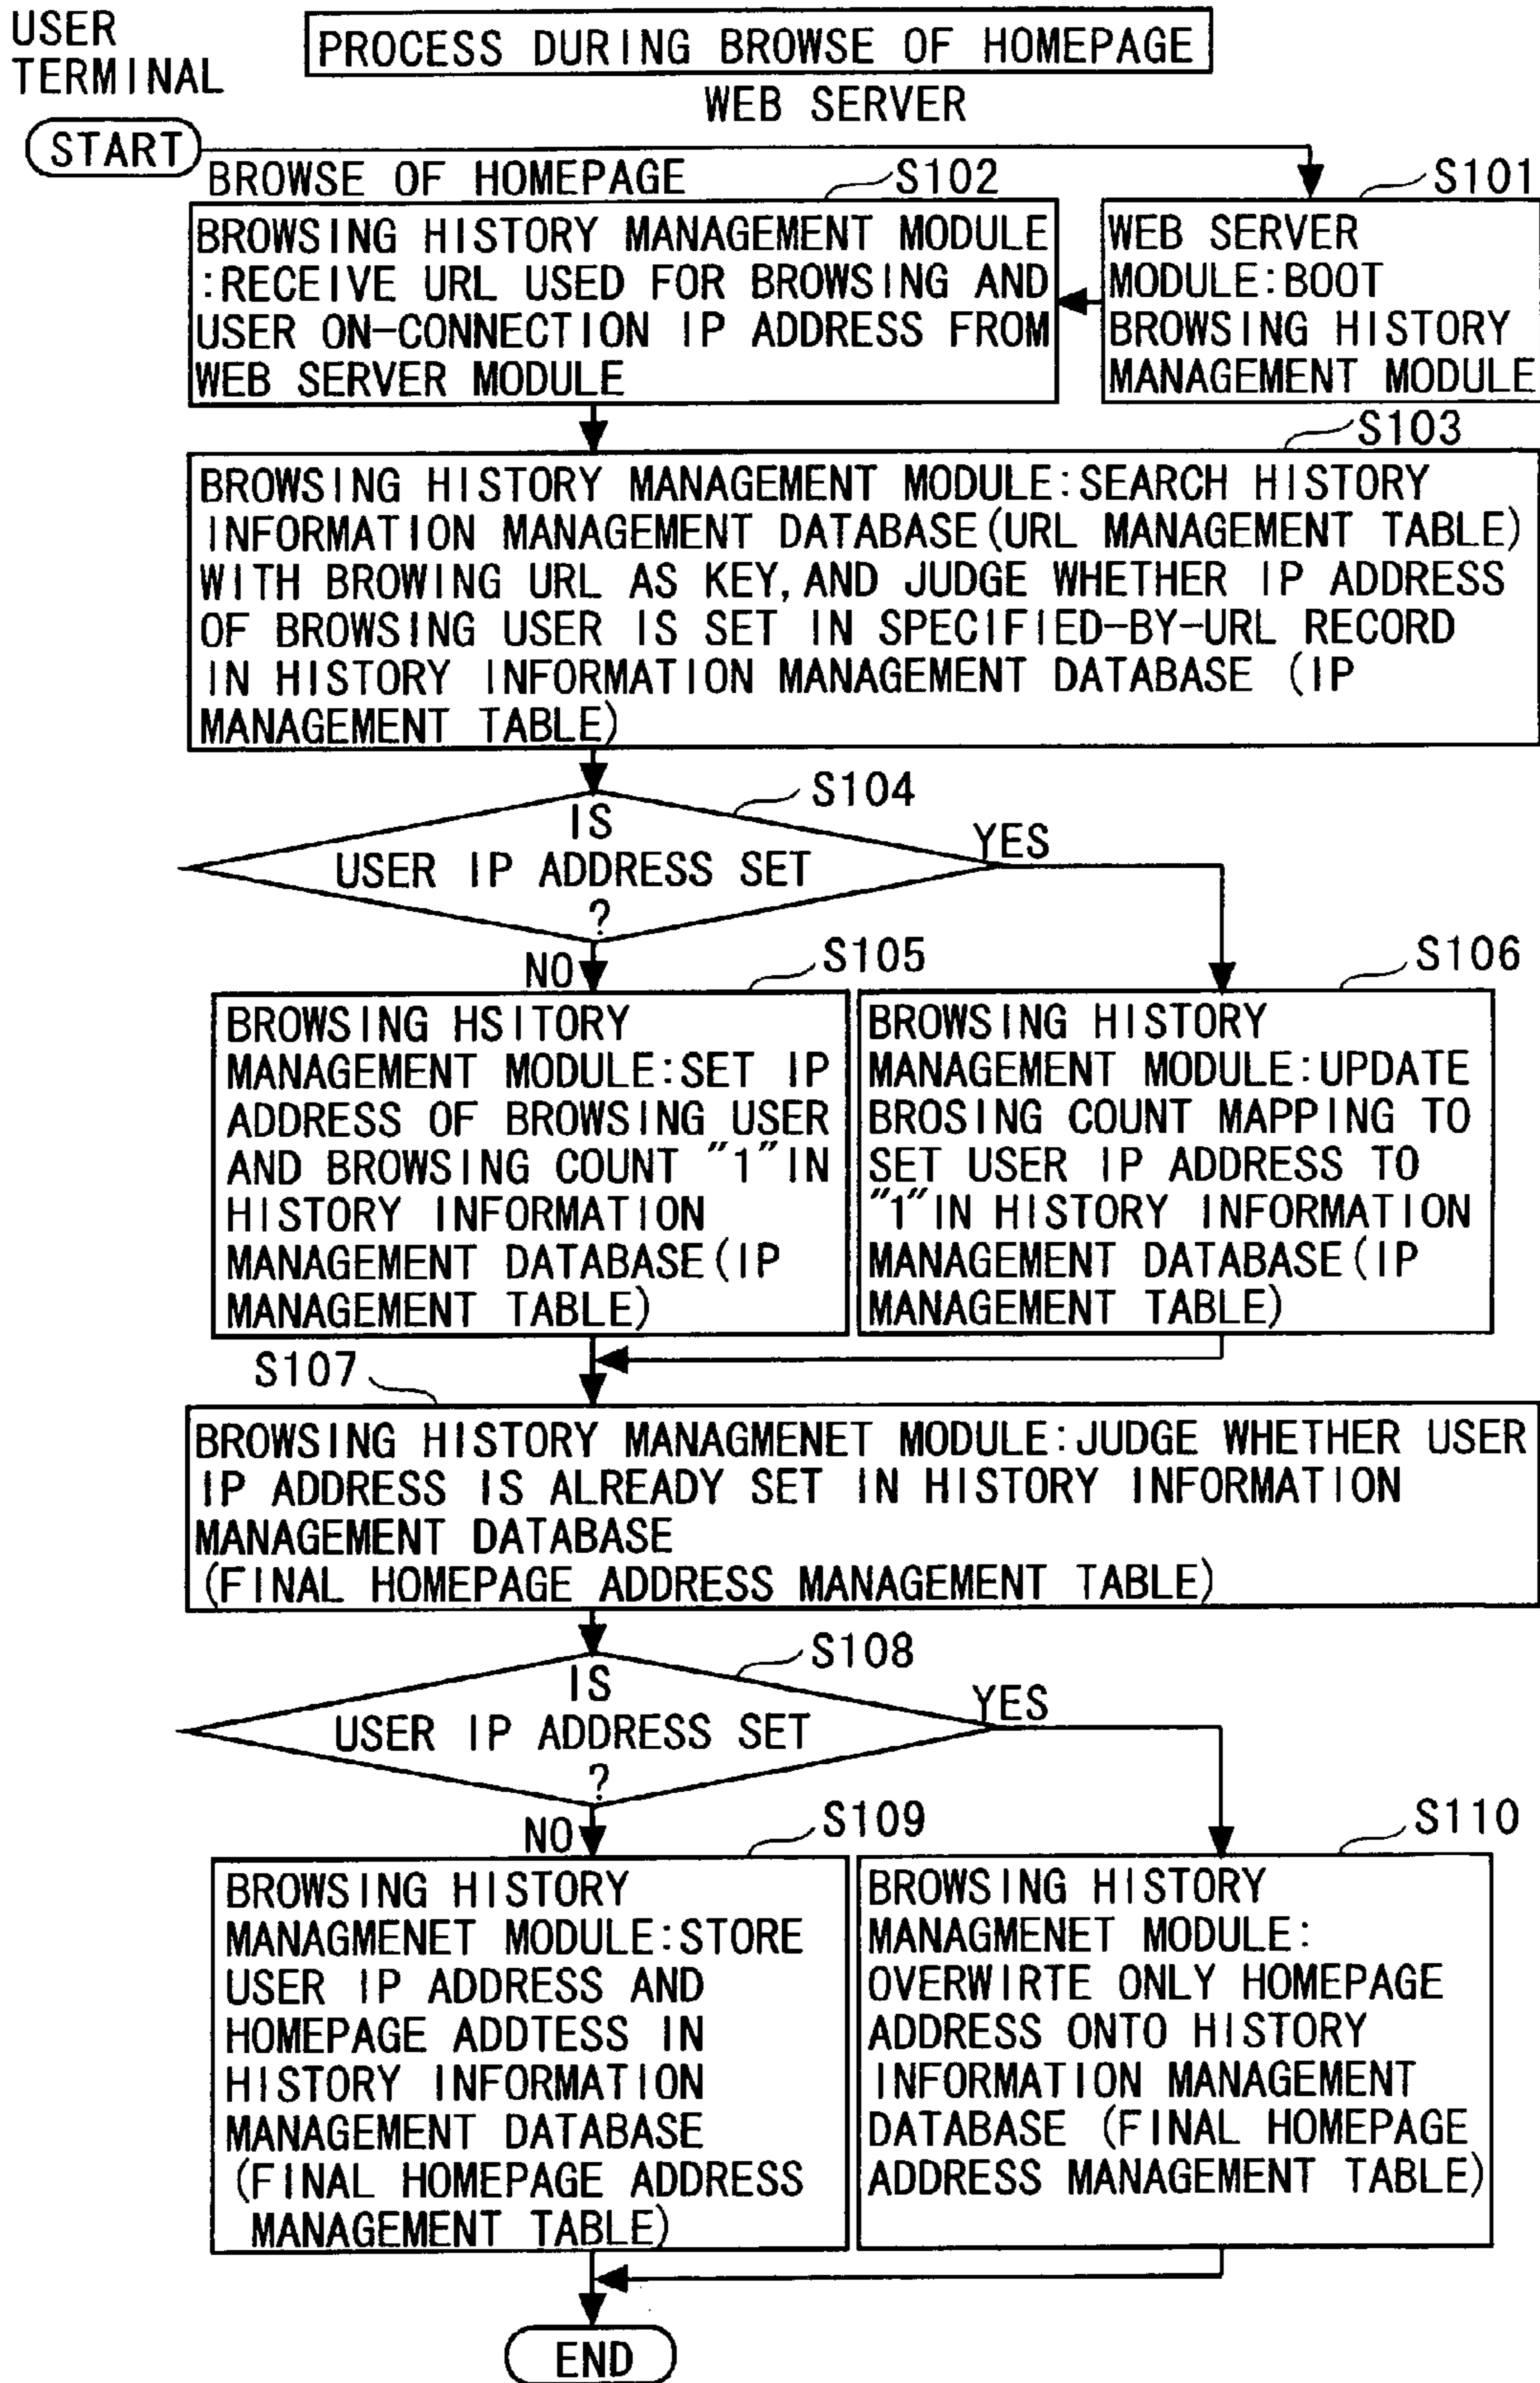 USER
TERMINAL
PROCESS DURING BROWSE OF HOMEPAGE
WEB SERVER
START
BROWSE OF HOMEPAGE
S102
S101
BROWSING HISTORY MANAGEMENT MODULE
:RECEIVE URL USED FOR BROWSING AND
USER ON-CONNECTION IP ADDRESS FROM
WEB SERVER MODULE
WEB SERVER
MODULE:BOOT
BROWSING HISTORY
MANAGEMENT MODULE
S103
BROWSING HISTORY MANAGEMENT MODULE:SEARCH HISTORY
INFORMATION MANAGEMENT DATABASE(URL MANAGEMENT TABLE)
WITH BROWING URL AS KEY,AND JUDGE WHETHER IP ADDRESS
OF BROWSING USER IS SET IN SPECIFIED-BY-URL RECORD
IN HISTORY INFORMATION MANAGEMENT DATABASE (IP
MANAGEMENT TABLE)
S104
IS
USER IP ADDRESS SET
?
YES
NO
S105
S106
BROWSING HSITORY
MANAGEMENT MODULE:SET IP
ADDRESS OF BROWSING USER
AND BROWSING COUNT "1"IN
HISTORY INFORMATION
MANAGEMENT DATABASE(IP
MANAGEMENT TABLE)
BROWSING HISTORY
MANAGEMENT MODULE:UPDATE
BROSING COUNT MAPPING TO
SET USER IP ADDRESS TO
"1"IN HISTORY INFORMATION
MANAGEMENT DATABASE(IP
MANAGEMENT TABLE)
S107
BROWSING HISTORY MANAGMENET MODULE:JUDGE WHETHER USER
IP ADDRESS IS ALREADY SET IN HISTORY INFORMATION
MANAGEMENT DATABASE
(FINAL HOMEPAGE ADDRESS MANAGEMENT TABLE)
S108
IS
USER IP ADDRESS SET
?
YES
NO
S109
S110
BROWSING HISTORY
MANAGMENET MODULE:STORE
USER IP ADDRESS AND
HOMEPAGE ADDTESS IN
HISTORY INFORMATION
MANAGEMENT DATABASE
(FINAL HOMEPAGE ADDRESS
MANAGEMENT TABLE)
BROWSING HISTORY
MANAGMENET MODULE:
OVERWIRTE ONLY HOMEPAGE
ADDRESS ONTO HISTORY
INFORMATION MANAGEMENT
DATABASE (FINAL HOMEPAGE
ADDRESS MANAGEMENT TABLE)
END